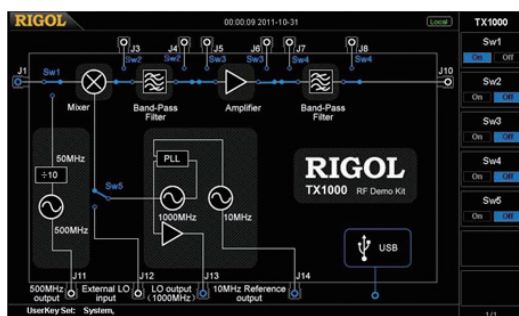 RIGOL
00:00:09 2011-10-31
Local
TX1000
Sw1
On Off
Sw2
On Off
Sw3
On Off
Sw4
On Off
Sw5
On Off
1/1
J3 J4 J5 J6 J7 J8
Sw2 Sw2 Sw3 Sw3 Sw4 Sw4
J1 Sw1 J10
Mixer
Band-Pass
Filter
Amplifier
Band-Pass
Filter
50MHz
÷10
500MHz
Sw5
PLL
1000MHz
10MHz
RIGOL
TX1000 RF Demo Kit
USB
J11 J12 J13 J14
500MHz
output
External LO
input
LO output
(1000MHz)
10MHz Reference
output
UserKey Set: System,